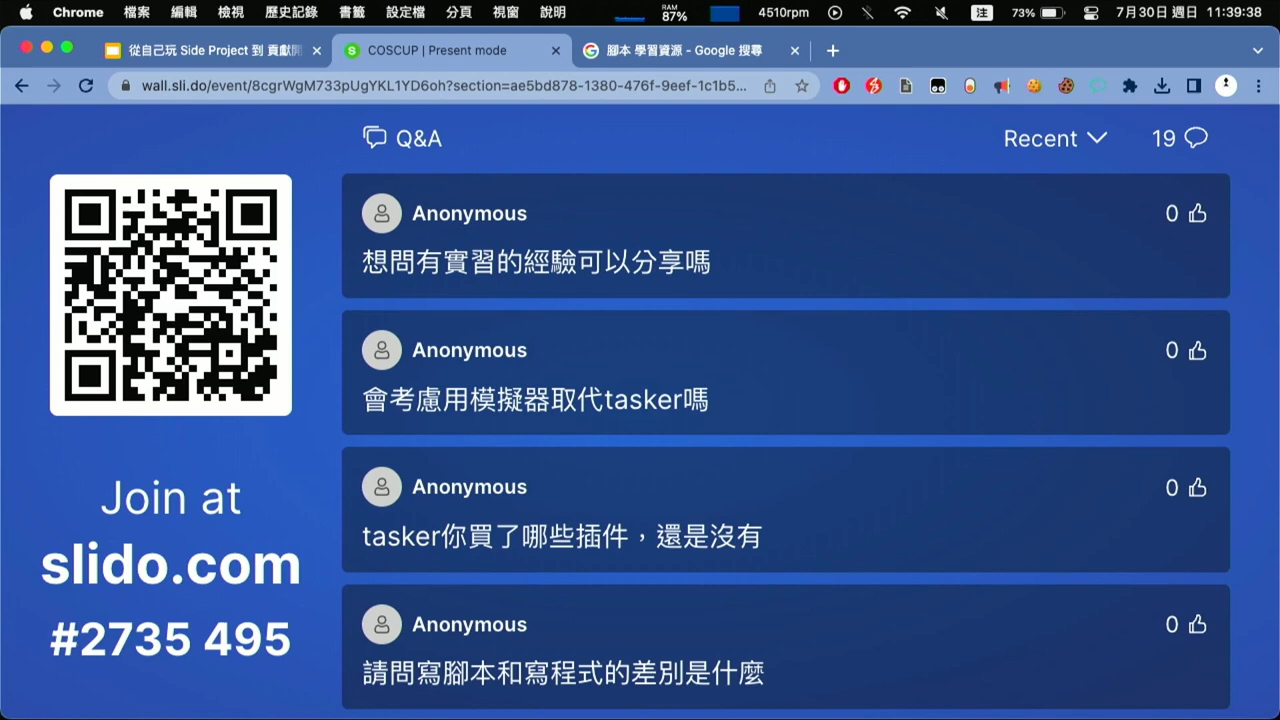 Chrome 檔案 編輯 檢視 歷史記錄 書籤 設定檔 分頁 視窗 說明 RAM 87% 4510rpm 注 73% 7月30日 週日 11:39:38
從自己玩 Side Project 到 貢獻開
COSCUP | Present mode
腳本 學習資源 - Google 搜尋
wall.sli.do/event/8cgrWgM733pUgYKL1YD6oh?section=ae5bd878-1380-476f-9eef-1c1b5...
Q&A
Recent
19
Anonymous
0
想問有實習的經驗可以分享嗎
Anonymous
0
會考慮用模擬器取代tasker嗎
Anonymous
0
tasker你買了哪些插件，還是沒有
Anonymous
0
請問寫腳本和寫程式的差別是什麼
Join at
slido.com
#2735 495